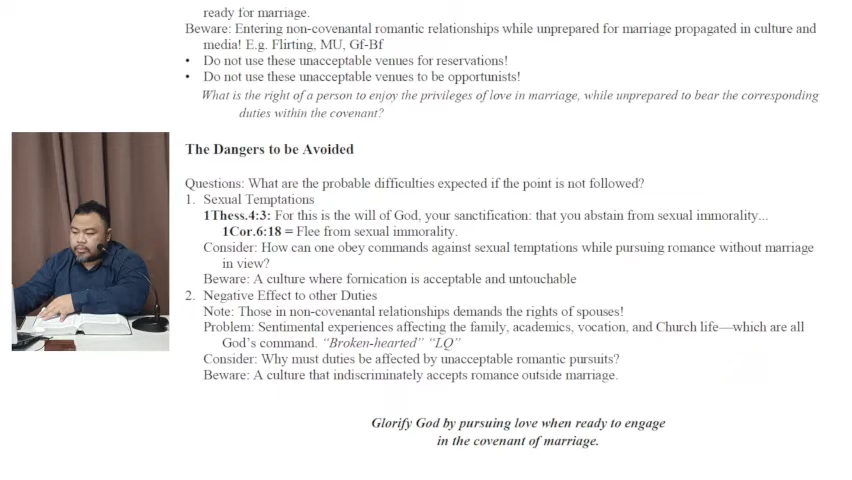 ready for marriage.
Beware: Entering non-covenantal romantic relationships while unprepared for marriage propagated in culture and
media! E.g. Flirting, MU, Gf-Bf
• Do not use these unacceptable venues for reservations!
• Do not use these unacceptable venues to be opportunists!
What is the right of a person to enjoy the privileges of love in marriage, while unprepared to bear the corresponding
duties within the covenant?
The Dangers to be Avoided
Questions: What are the probable difficulties expected if the point is not followed?
1. Sexual Temptations
1Thess.4:3: For this is the will of God, your sanctification: that you abstain from sexual immorality...
1Cor.6:18 = Flee from sexual immorality.
Consider: How can one obey commands against sexual temptations while pursuing romance without marriage
in view?
Beware: A culture where fornication is acceptable and untouchable
2. Negative Effect to other Duties
Note: Those in non-covenantal relationships demands the rights of spouses!
Problem: Sentimental experiences affecting the family, academics, vocation, and Church life—which are all
God's command. “Broken-hearted” “LQ”
Consider: Why must duties be affected by unacceptable romantic pursuits?
Beware: A culture that indiscriminately accepts romance outside marriage.
Glorify God by pursuing love when ready to engage
in the covenant of marriage.